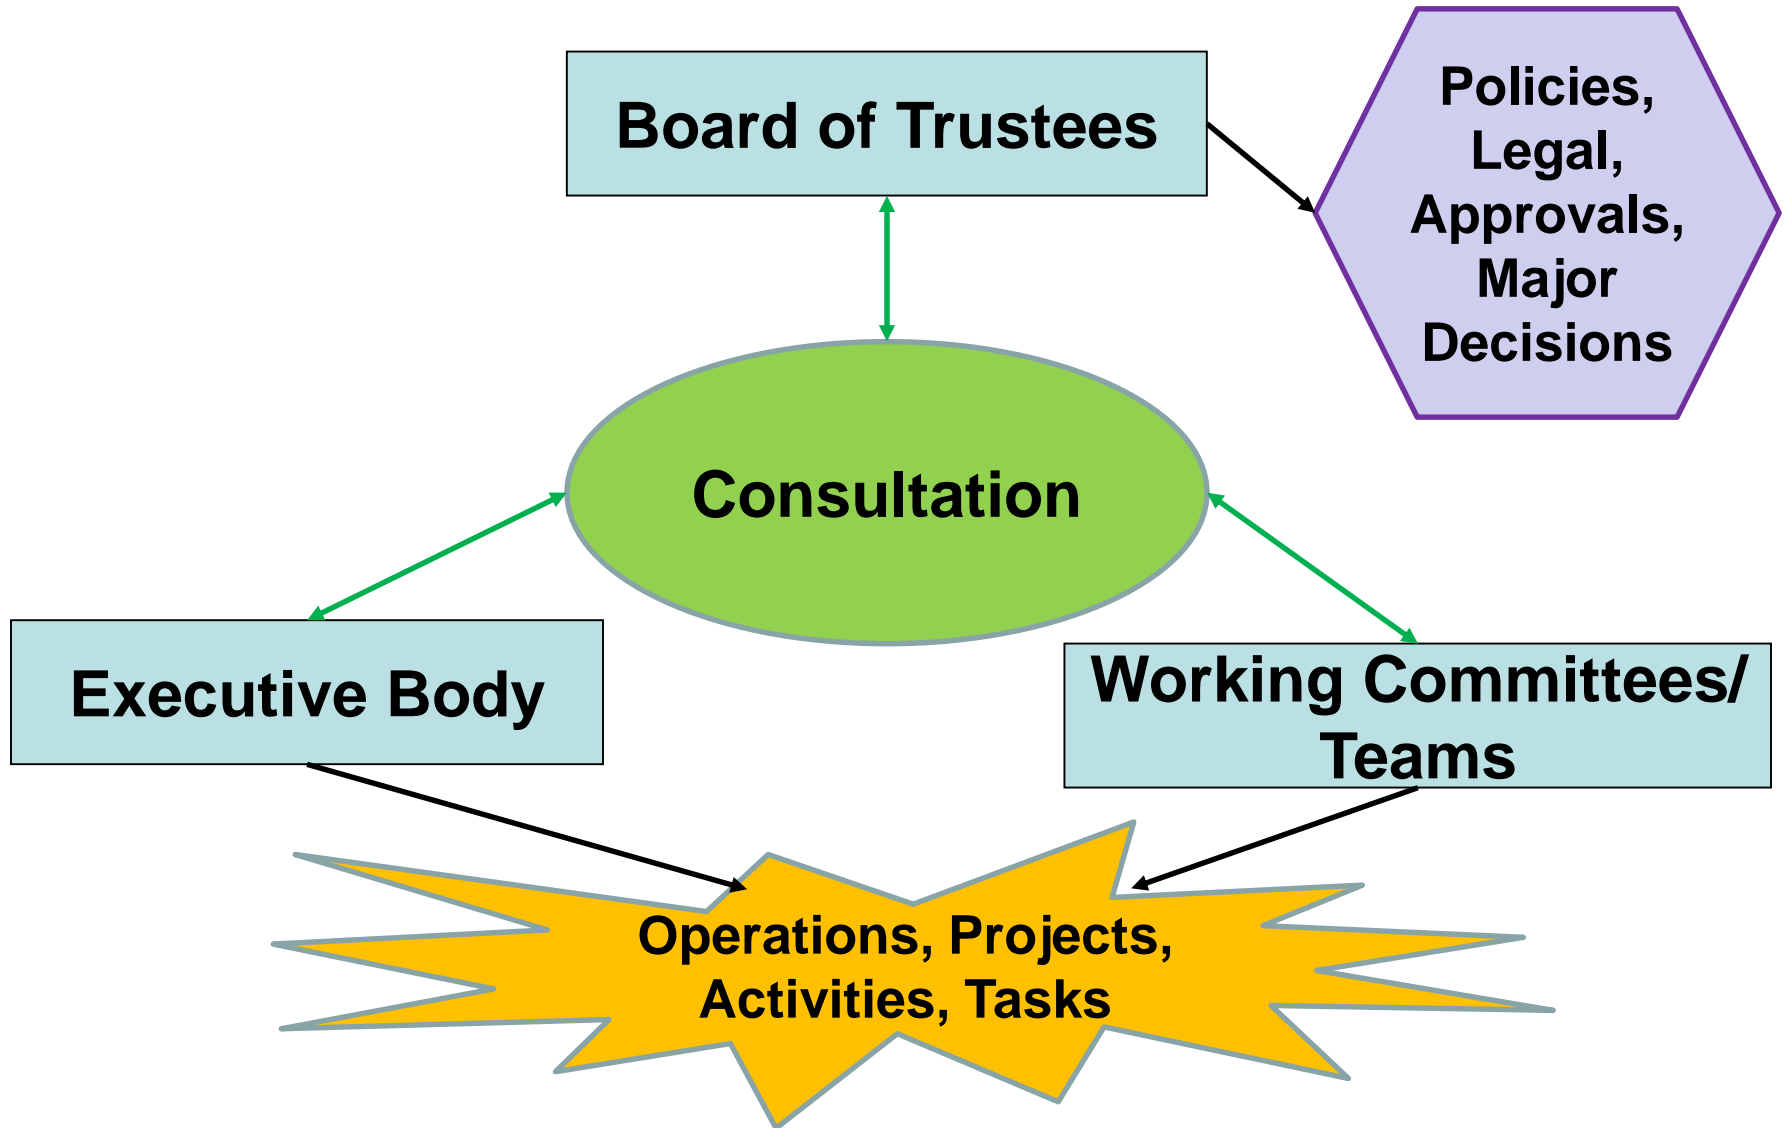 Board of Trustees
Policies,
Legal,
Approvals,
Major
Decisions
Consultation
Executive Body
Working Committees/
Teams
Operations, Projects,
Activities, Tasks